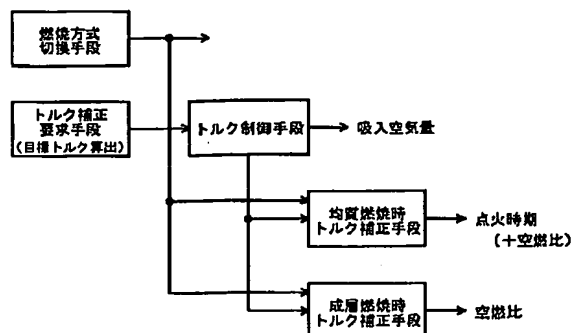 燃焼方式
切換手段
トルク補正
要求手段
(目標トルク算出)
トルク制御手段
吸入空気量
均質燃焼時
トルク補正手段
点火時期
(+空燃比)
成層燃焼時
トルク補正手段
空燃比